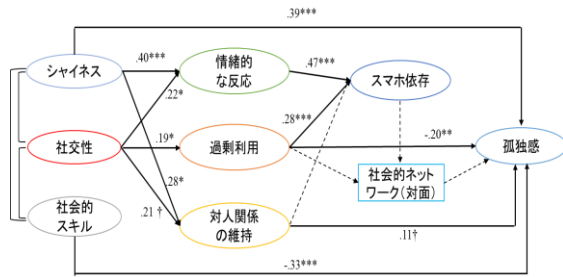 .39***
シャイネス
.40***
情緒的
な反応
.47***
スマホ依存
.22*
.28***
社交性
.19*
過剰利用
-.20**
孤独感
.28*
社会的ネット
ワーク(対面)
.21 †
社会的
スキル
対人関係
の維持
.11†
-.33***